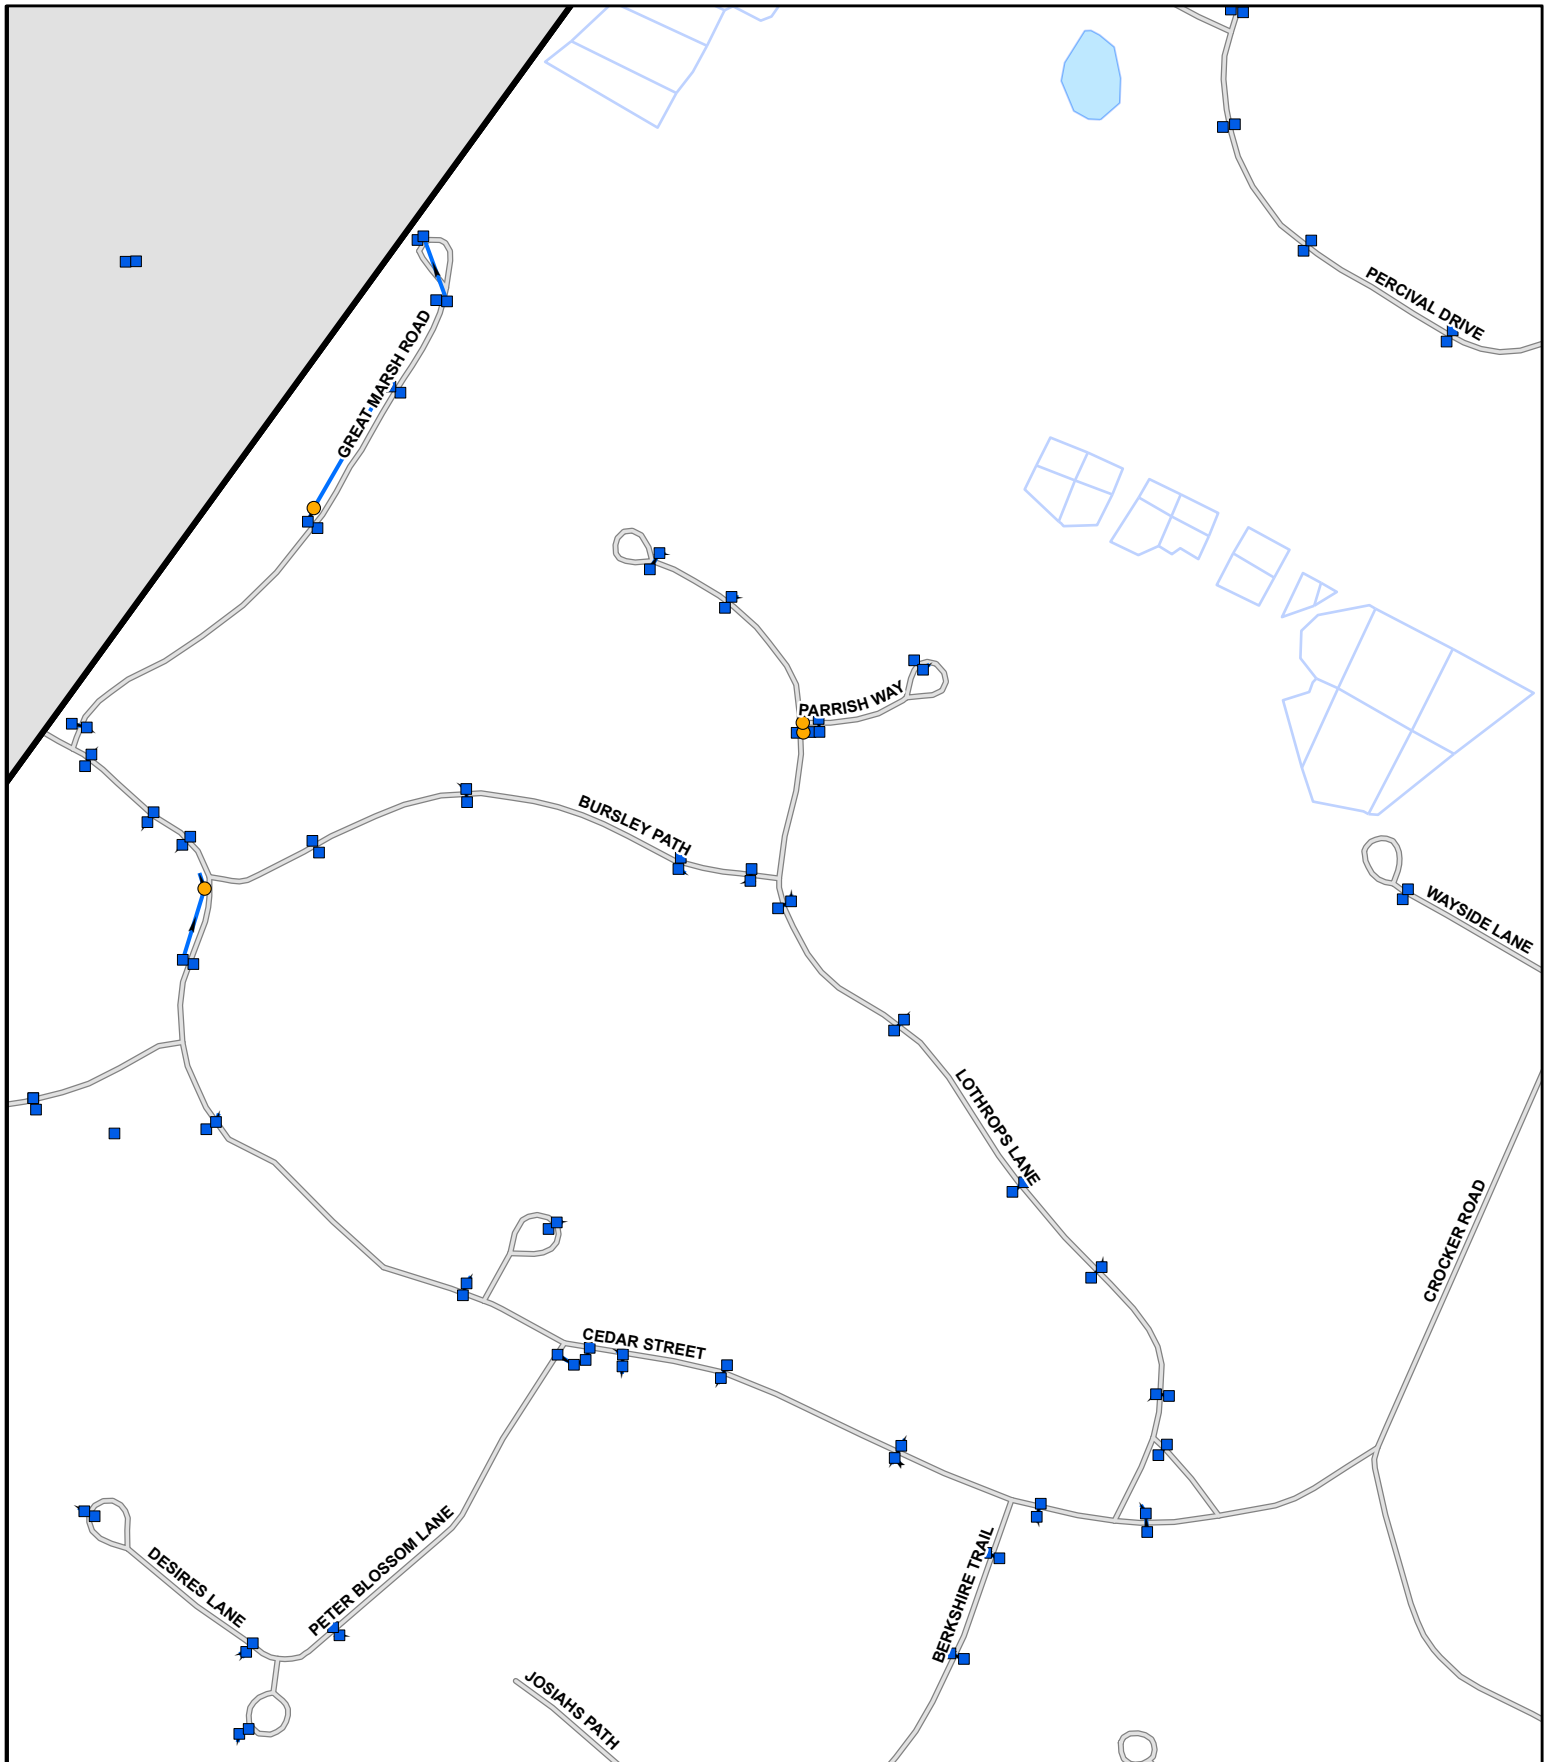 PERCIVAL DRIVE
GREAT MARSH ROAD
PARRISH WAY
BURSLEY PATH
WAYSIDE LANE
LOTHROPS LANE
CROCKER ROAD
CEDAR STREET
PETER BLOSSOM LANE
DESIRES LANE
BERKSHIRE TRAIL
JOSIAHS PATH